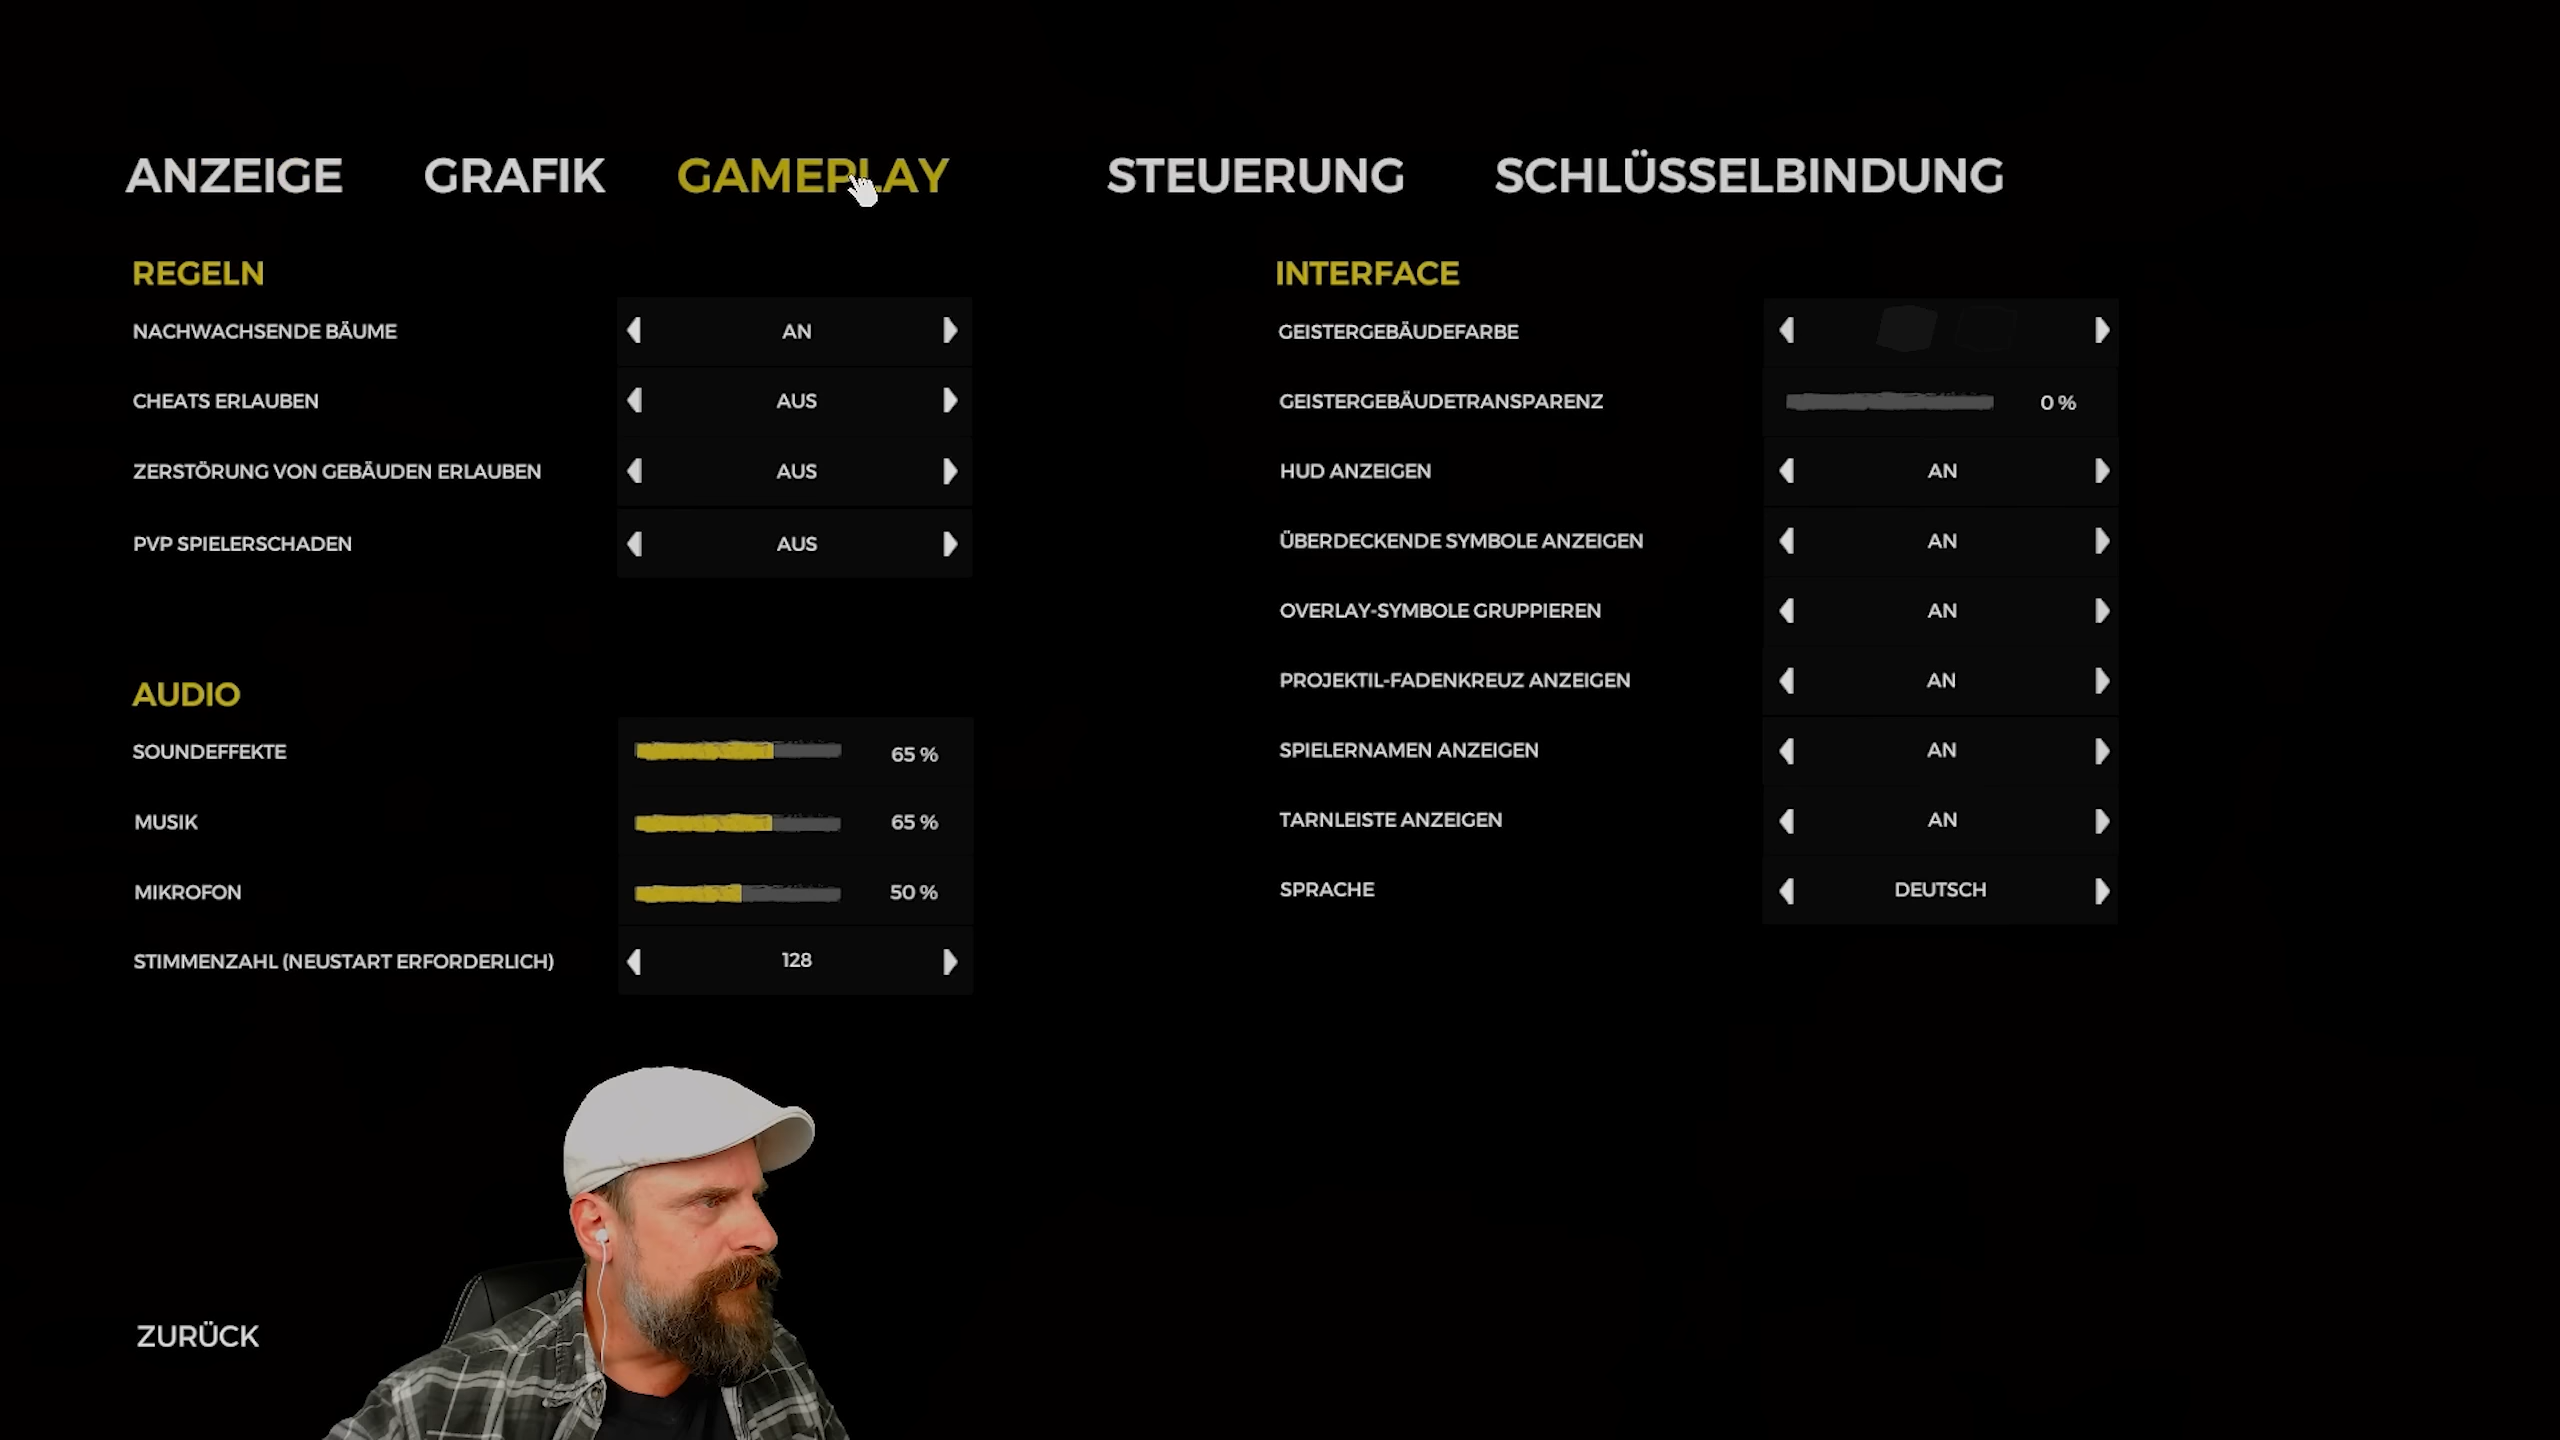 ANZEIGE GRAFIK GAMEPLAY STEUERUNG SCHLÜSSELBINDUNG
REGELN
NACHWACHSENDE BÄUME AN
CHEATS ERLAUBEN AUS
ZERSTÖRUNG VON GEBÄUDEN ERLAUBEN AUS
PVP SPIELERSCHADEN AUS
AUDIO
SOUNDEFFEKTE 65 %
MUSIK 65 %
MIKROFON 50 %
STIMMENZAHL (NEUSTART ERFORDERLICH) 128
INTERFACE
GEISTERGEBÄUDEFARBE
GEISTERGEBÄUDETRANSPARENZ 0 %
HUD ANZEIGEN AN
ÜBERDECKENDE SYMBOLE ANZEIGEN AN
OVERLAY-SYMBOLE GRUPPIEREN AN
PROJEKTIL-FADENKREUZ ANZEIGEN AN
SPIELERNAMEN ANZEIGEN AN
TARNLEISTE ANZEIGEN AN
SPRACHE DEUTSCH
ZURÜCK